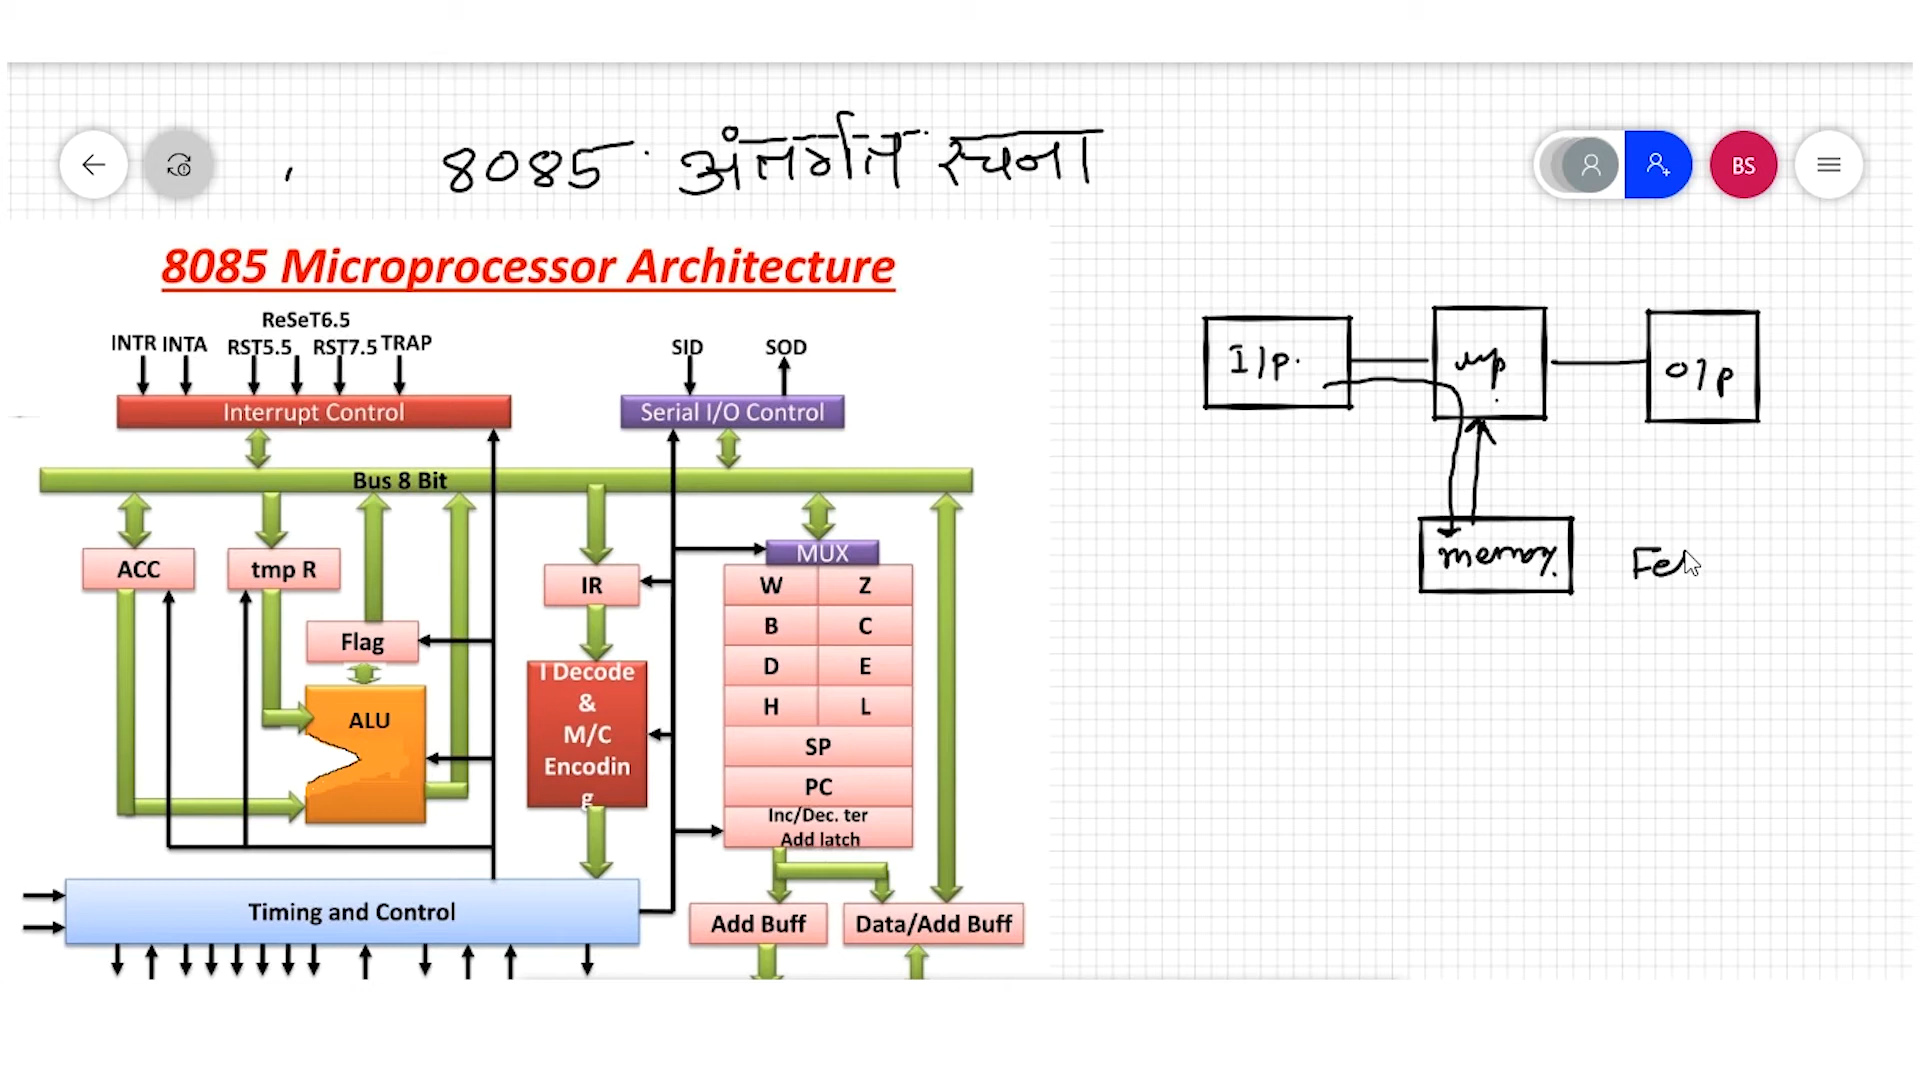 8085 अंतर्गत रचना
BS
8085 Microprocessor Architecture
ReSeT6.5
INTR INTA RST5.5 RST7.5 TRAP
SID SOD
Interrupt Control
Serial I/O Control
Bus 8 Bit
ACC
tmp R
Flag
ALU
IR
I Decode
&
M/C
Encodin
g
MUX
W Z
B C
D E
H L
SP
PC
Inc/Dec. ter
Add latch
Timing and Control
Add Buff
Data/Add Buff
I/p.
μp
O/p
memory
Fe